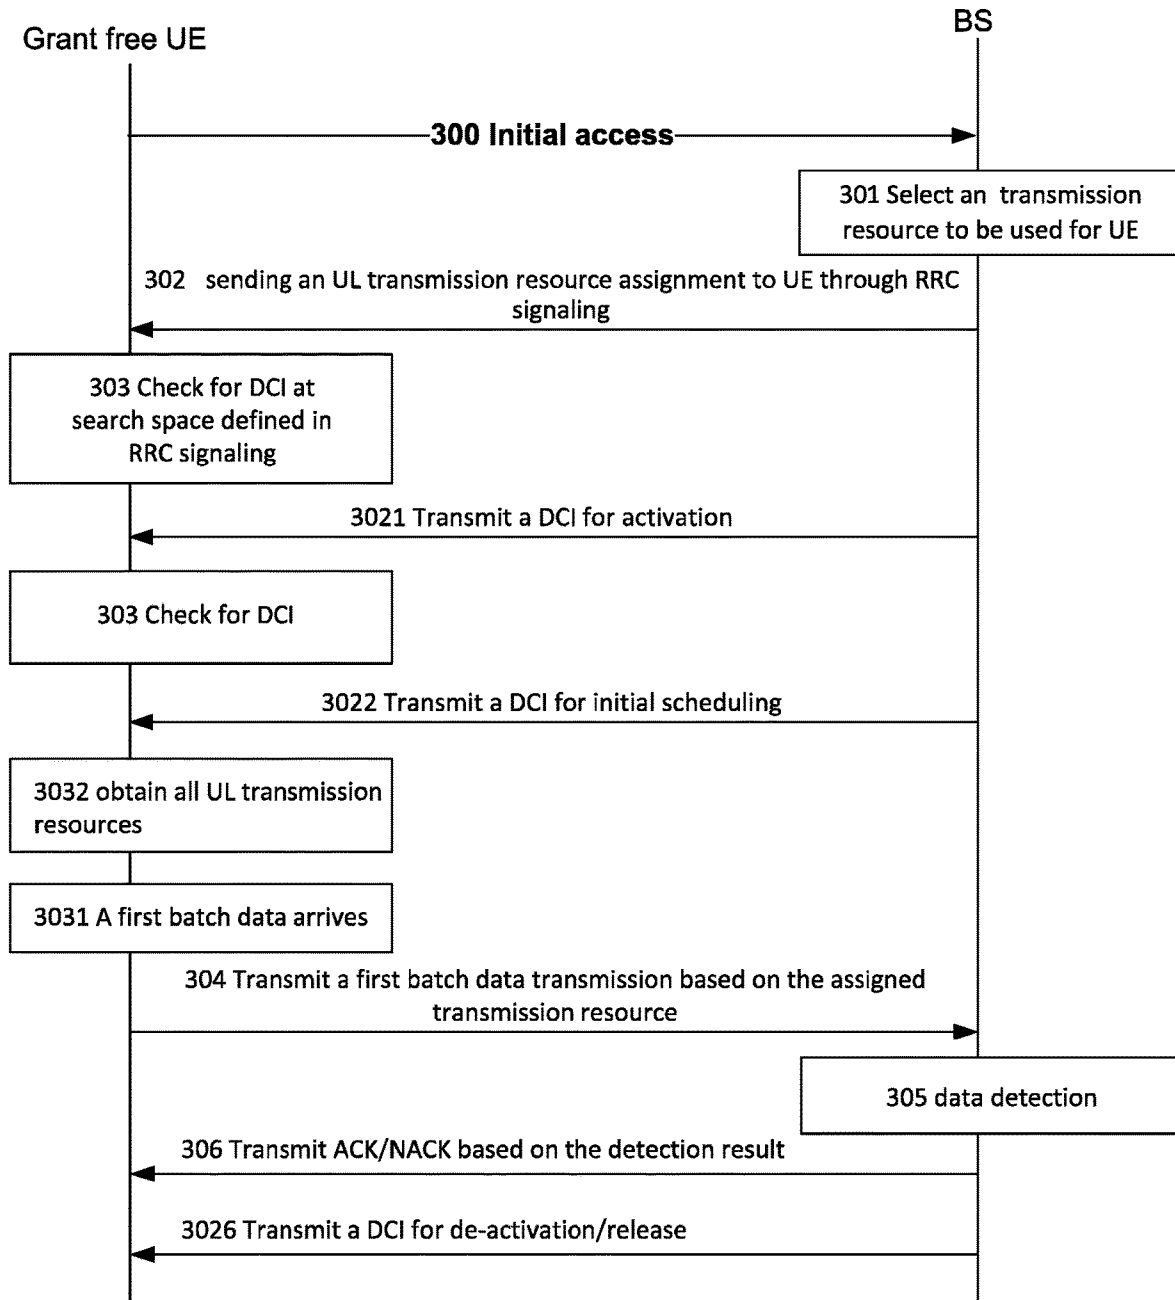 Grant free UE
BS
300 Initial access
301 Select an transmission
resource to be used for UE
302 sending an UL transmission resource assignment to UE through RRC
signaling
303 Check for DCI at
search space defined in
RRC signaling
3021 Transmit a DCI for activation
303 Check for DCI
3022 Transmit a DCI for initial scheduling
3032 obtain all UL transmission
resources
3031 A first batch data arrives
304 Transmit a first batch data transmission based on the assigned
transmission resource
305 data detection
306 Transmit ACK/NACK based on the detection result
3026 Transmit a DCI for de-activation/release